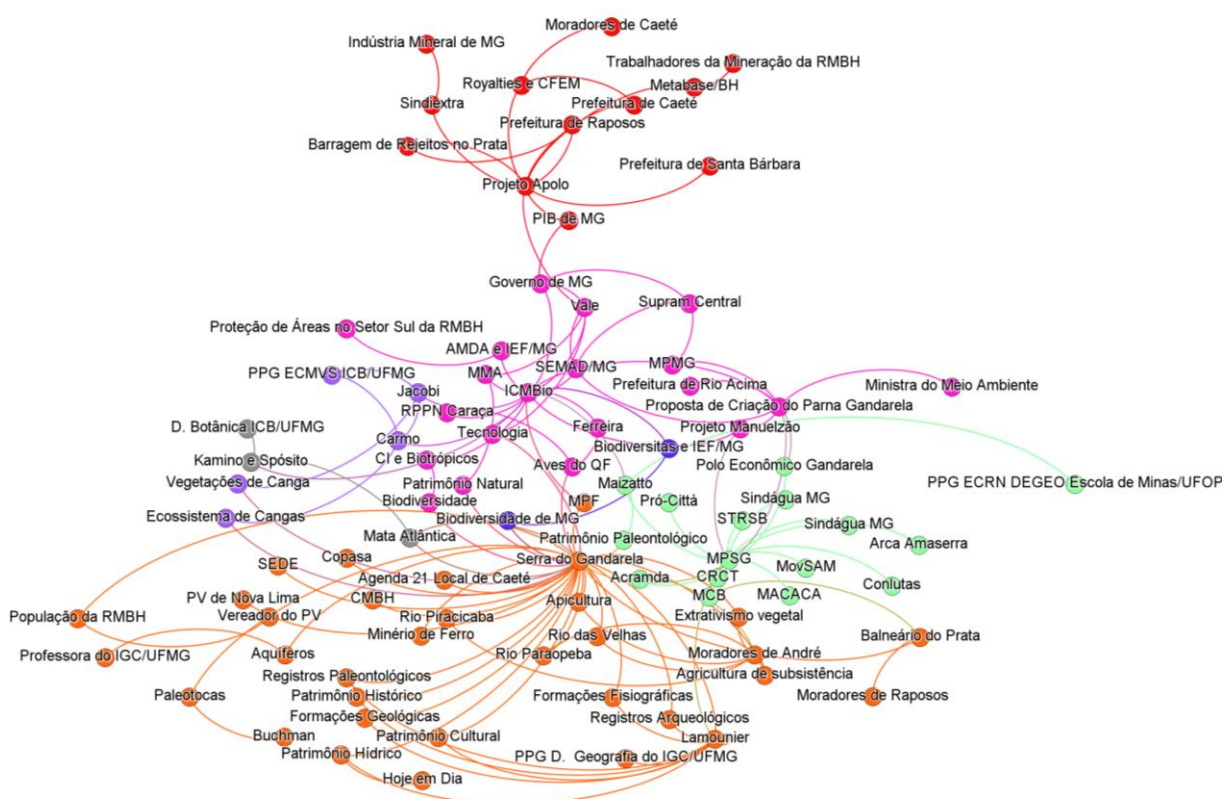 Moradores de Caeté
Indústria Mineral de MG
Trabalhadores da Mineração da RMBH
Royalties e CFEM
Metabase/BH
Sindiextra
Prefeitura de Caeté
Prefeitura de Raposos
Barragem de Rejeitos no Prata
Prefeitura de Santa Bárbara
Projeto Apolo
PIB de MG
Governo de MG
Vale
Supram Central
Proteção de Áreas no Setor Sul da RMBH
AMDA e IEF/MG
SEMAD/MG
MPMG
PPG ECMVS ICB/UFMG
MMA
Prefeitura de Rio Acima
Ministra do Meio Ambiente
Jacobi
ICMBio
RPPN Caraça
Proposta de Criação do Parna Gandarela
D. Botânica ICB/UFMG
Tecnologia
Ferreira
Projeto Manuelzão
Carmo
Biodiversitas e IEF/MG
Kamino e Spósito
CI e Biotrópicos
Aves do QF
Polo Econômico Gandarela
Vegetações de Canga
Patrimônio Natural
Maizatto
PPG ECRN DEGEO Escola de Minas/UFOP
Biodiversidade
MPF
Pró-Città
Sindágua MG
Ecossistema de Cangas
Biodiversidade de MG
STRSB
Sindágua MG
Mata Atlântica
Patrimônio Paleontológico
Arca Amaserra
Copasa
Serra do Gandarela
MPSG
SEDE
Agenda 21 Local de Caeté
Acramda
CRCT
MovSAM
Conlutas
PV de Nova Lima
CMBH
Apicultura
MCB
MACACA
População da RMBH
Vereador do PV
Rio Piracicaba
Extrativismo vegetal
Minério de Ferro
Rio das Velhas
Balneário do Prata
Professora do IGC/UFMG
Aquíferos
Rio Paraopeba
Moradores de André
Registros Paleontológicos
Agricultura de subsistência
Paleotocas
Patrimônio Histórico
Formações Fisiográficas
Moradores de Raposos
Formações Geológicas
Registros Arqueológicos
Buchman
Patrimônio Cultural
Lamounier
Patrimônio Hídrico
PPG D. Geografia do IGC/UFMG
Hoje em Dia